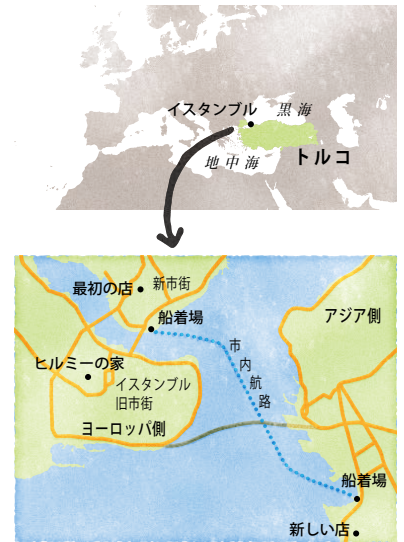 イスタンブル
黒海
地中海
トルコ
最初の店
新市街
船着場
アジア側
市内航路
ヒルミーの家
イスタンブル
旧市街
ヨーロッパ側
船着場
新しい店